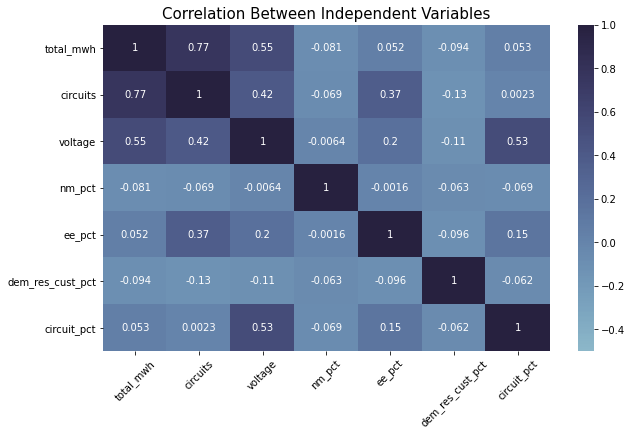 Correlation Between Independent Variables
total_mwh 1 0.77 0.55 -0.081 0.052 -0.094 0.053
circuits 0.77 1 0.42 -0.069 0.37 -0.13 0.0023
voltage 0.55 0.42 1 -0.0064 0.2 -0.11 0.53
nm_pct -0.081 -0.069 -0.0064 1 -0.0016 -0.063 -0.069
ee_pct 0.052 0.37 0.2 -0.0016 1 -0.096 0.15
dem_res_cust_pct -0.094 -0.13 -0.11 -0.063 -0.096 1 -0.062
circuit_pct 0.053 0.0023 0.53 -0.069 0.15 -0.062 1
total_mwh circuits voltage nm_pct ee_pct dem_res_cust_pct circuit_pct
1.0
0.8
0.6
0.4
0.2
0.0
−0.2
−0.4